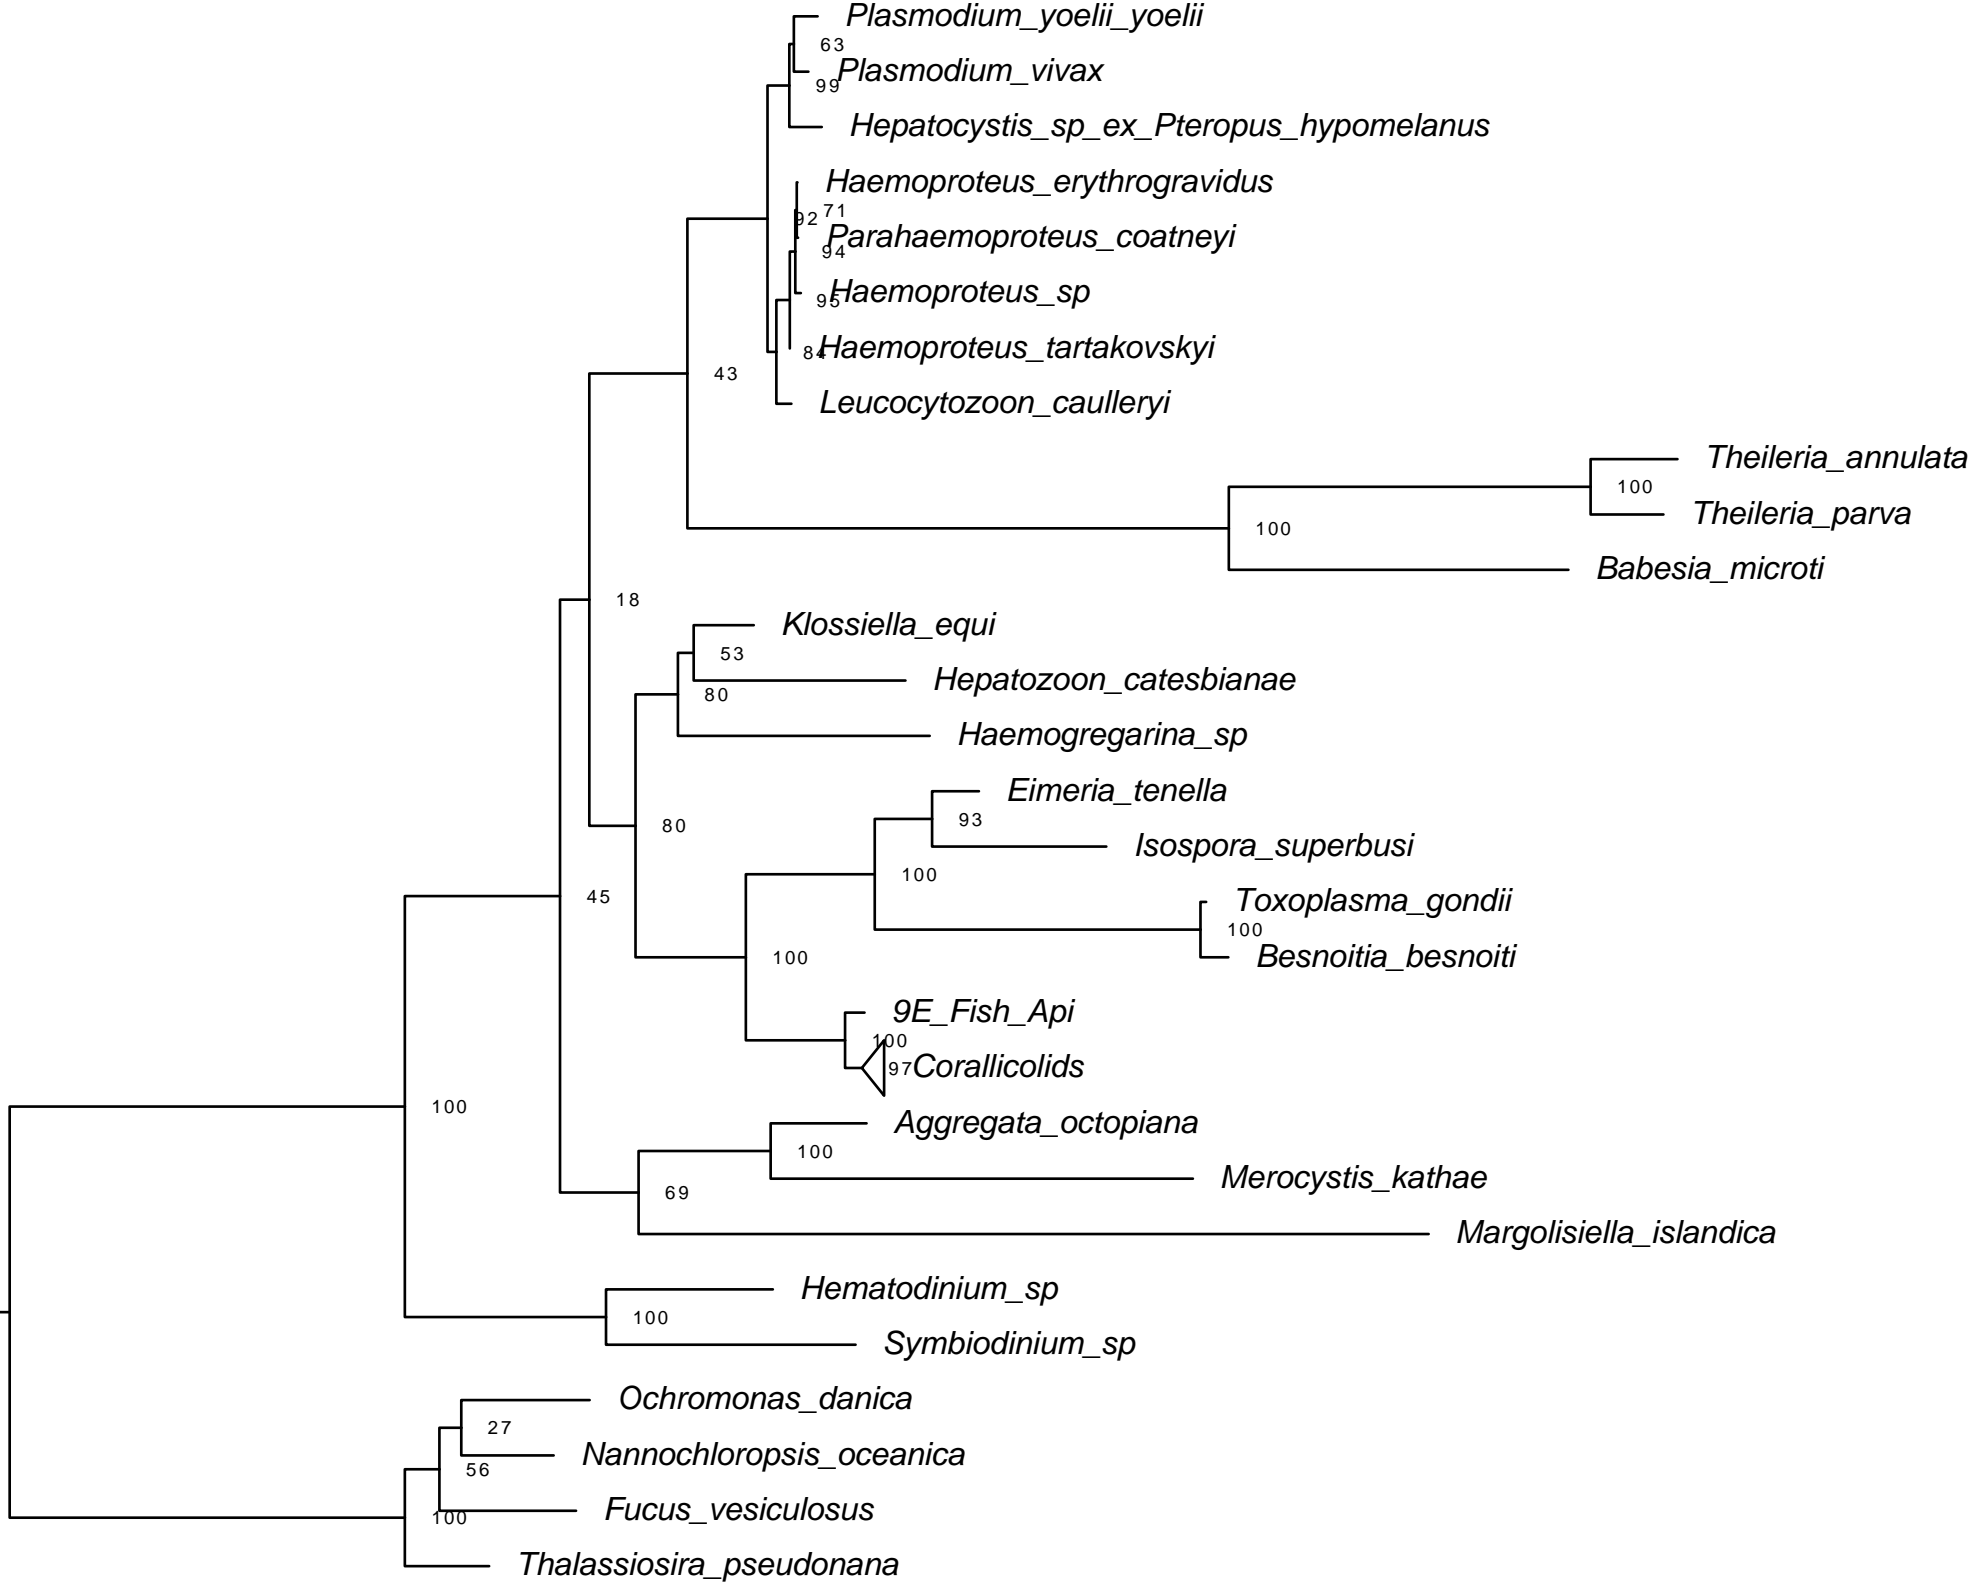 Plasmodium_yoelii_yoelii
63
Plasmodium_vivax
99
Hepatocystis_sp_ex_Pteropus_hypomelanus
Haemoproteus_erythrogravidus
92 71
Parahaemoproteus_coatneyi
94
Haemoproteus_sp
95
Haemoproteus_tartakovskyi
84
43
Leucocytozoon_caulleryi
Theileria_annulata
100
Theileria_parva
100
Babesia_microti
18
Klossiella_equi
53
Hepatozoon_catesbianae
80
Haemogregarina_sp
Eimeria_tenella
93
80
Isospora_superbusi
100
45
Toxoplasma_gondii
100
Besnoitia_besnoiti
100
9E_Fish_Api
100
97
Corallicolids
100
Aggregata_octopiana
100
Merocystis_kathae
69
Margolisiella_islandica
Hematodinium_sp
100
Symbiodinium_sp
Ochromonas_danica
27
Nannochloropsis_oceanica
56
Fucus_vesiculosus
100
Thalassiosira_pseudonana